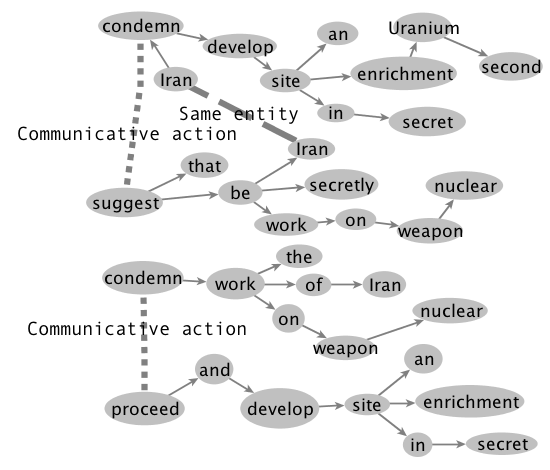 condemn
develop
an
Uranium
site
enrichment
second
Iran
in
secret
Same entity
Communicative action
Iran
that
suggest
be
secretly
nuclear
work
on
weapon
condemn
work
the
of
Iran
on
nuclear
Communicative action
weapon
and
an
proceed
develop
site
enrichment
in
secret